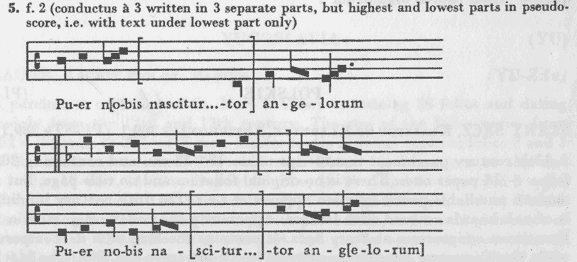 5. f. 2 (conductus à 3 written in 3 separate parts, but highest and lowest parts in pseudo-
score, i.e. with text under lowest part only)
Pu-er n[o-bis nascitur...-tor] an-ge-lorum
Pu-er no-bis na - [sci-tur...]-tor an - g[e-lo-rum]